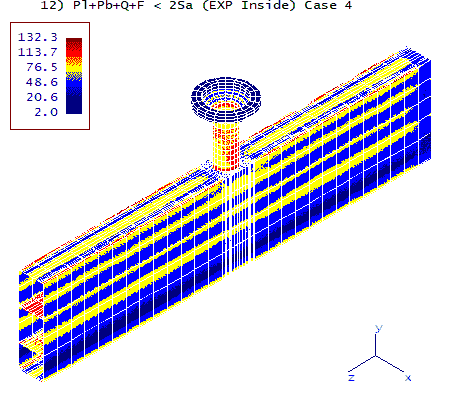 12) Pl+Pb+Q+F < 2Sa (EXP Inside) Case 4
132.3
113.7
76.5
48.6
20.6
2.0
y
z
x